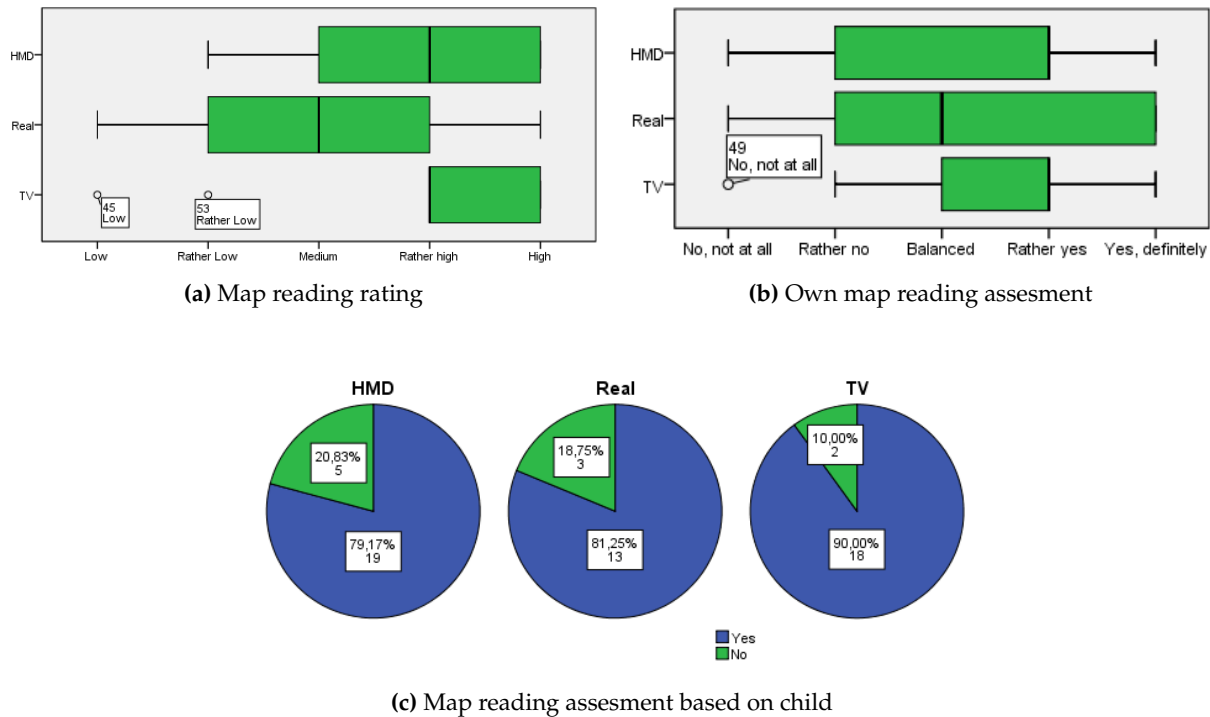 HMD
Real
TV
45
Low
53
Rather Low
Low
Rather Low
Medium
Rather high
High
(a) Map reading rating
HMD
Real
TV
49
No, not at all
No, not at all
Rather no
Balanced
Rather yes
Yes, definitely
(b) Own map reading assesment
HMD
20,83%
5
79,17%
19
Real
18,75%
3
81,25%
13
TV
10,00%
2
90,00%
18
Yes
No
(c) Map reading assesment based on child